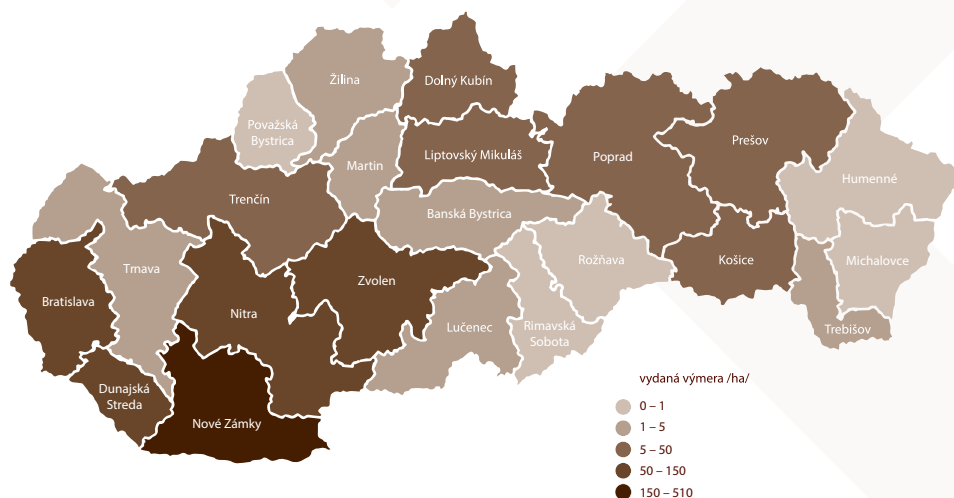 Žilina
Dolný Kubín
Považská
Bystrica
Martin
Liptovský Mikuláš
Poprad
Prešov
Humenné
Trenčín
Banská Bystrica
Rožňava
Košice
Michalovce
Bratislava
Trnava
Nitra
Zvolen
Lučenec
Rimavská
Sobota
Trebišov
Dunajská
Streda
Nové Zámky
vydaná výmera /ha/
0 – 1
1 – 5
5 – 50
50 – 150
150 – 510